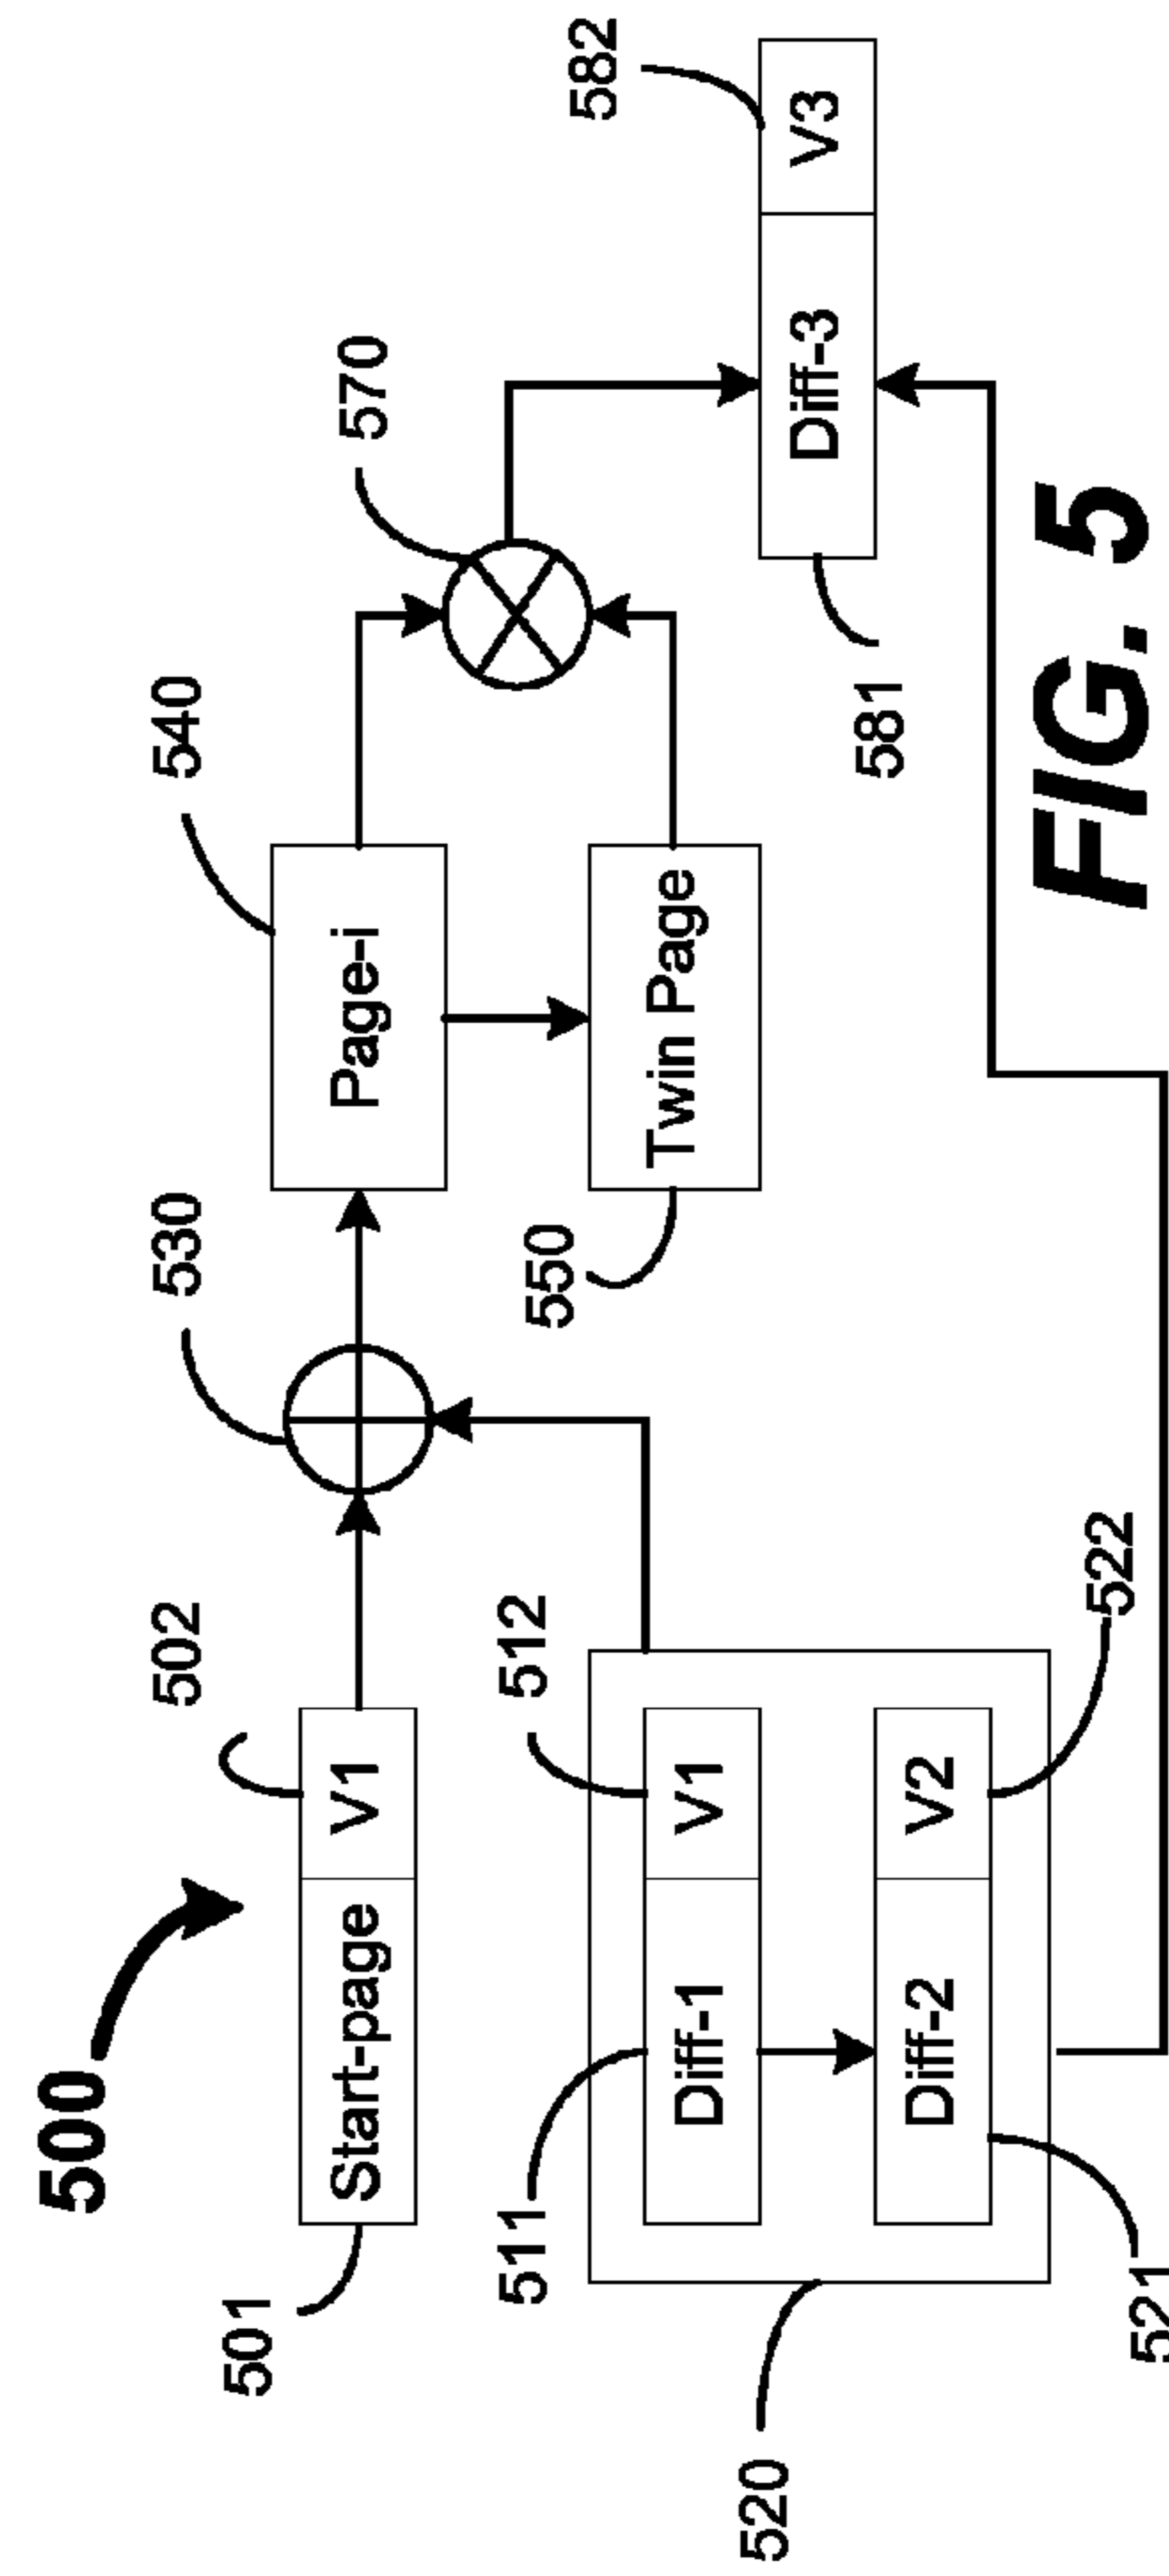 500
501
Start-page
V1
502
530
540
Page-i
570
511
Diff-1
V1
512
550
Twin Page
582
520
521
Diff-2
V2
522
581
Diff-3
V3
FIG. 5